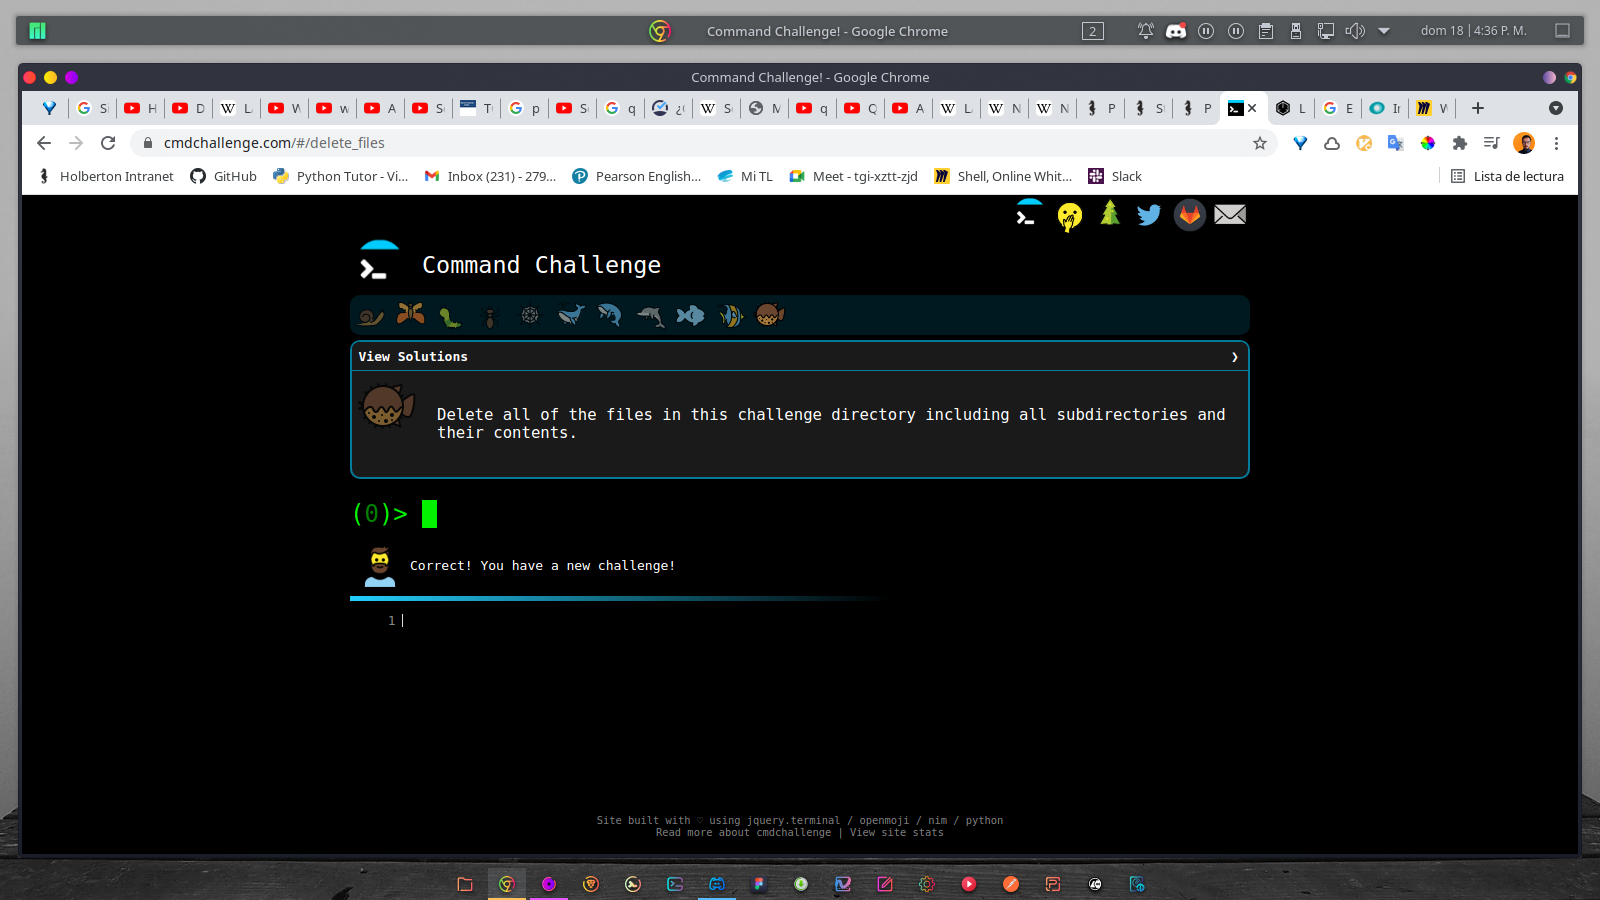 Command Challenge! - Google Chrome
2
dom 18 | 4:36 P. M.
Command Challenge! - Google Chrome
S H D L W w A S T p S q ¿( W S M q Q A L N N P S P L E Ir W
cmdchallenge.com/#/delete_files
Holberton Intranet GitHub Python Tutor - Vi... Inbox (231) - 279... Pearson English... Mi TL Meet - tgi-xztt-zjd Shell, Online Whit... Slack Lista de lectura
Command Challenge
View Solutions
Delete all of the files in this challenge directory including all subdirectories and
their contents.
(0)>
Correct! You have a new challenge!
1
Site built with ♡ using jquery.terminal / openmoji / nim / python
Read more about cmdchallenge | View site stats